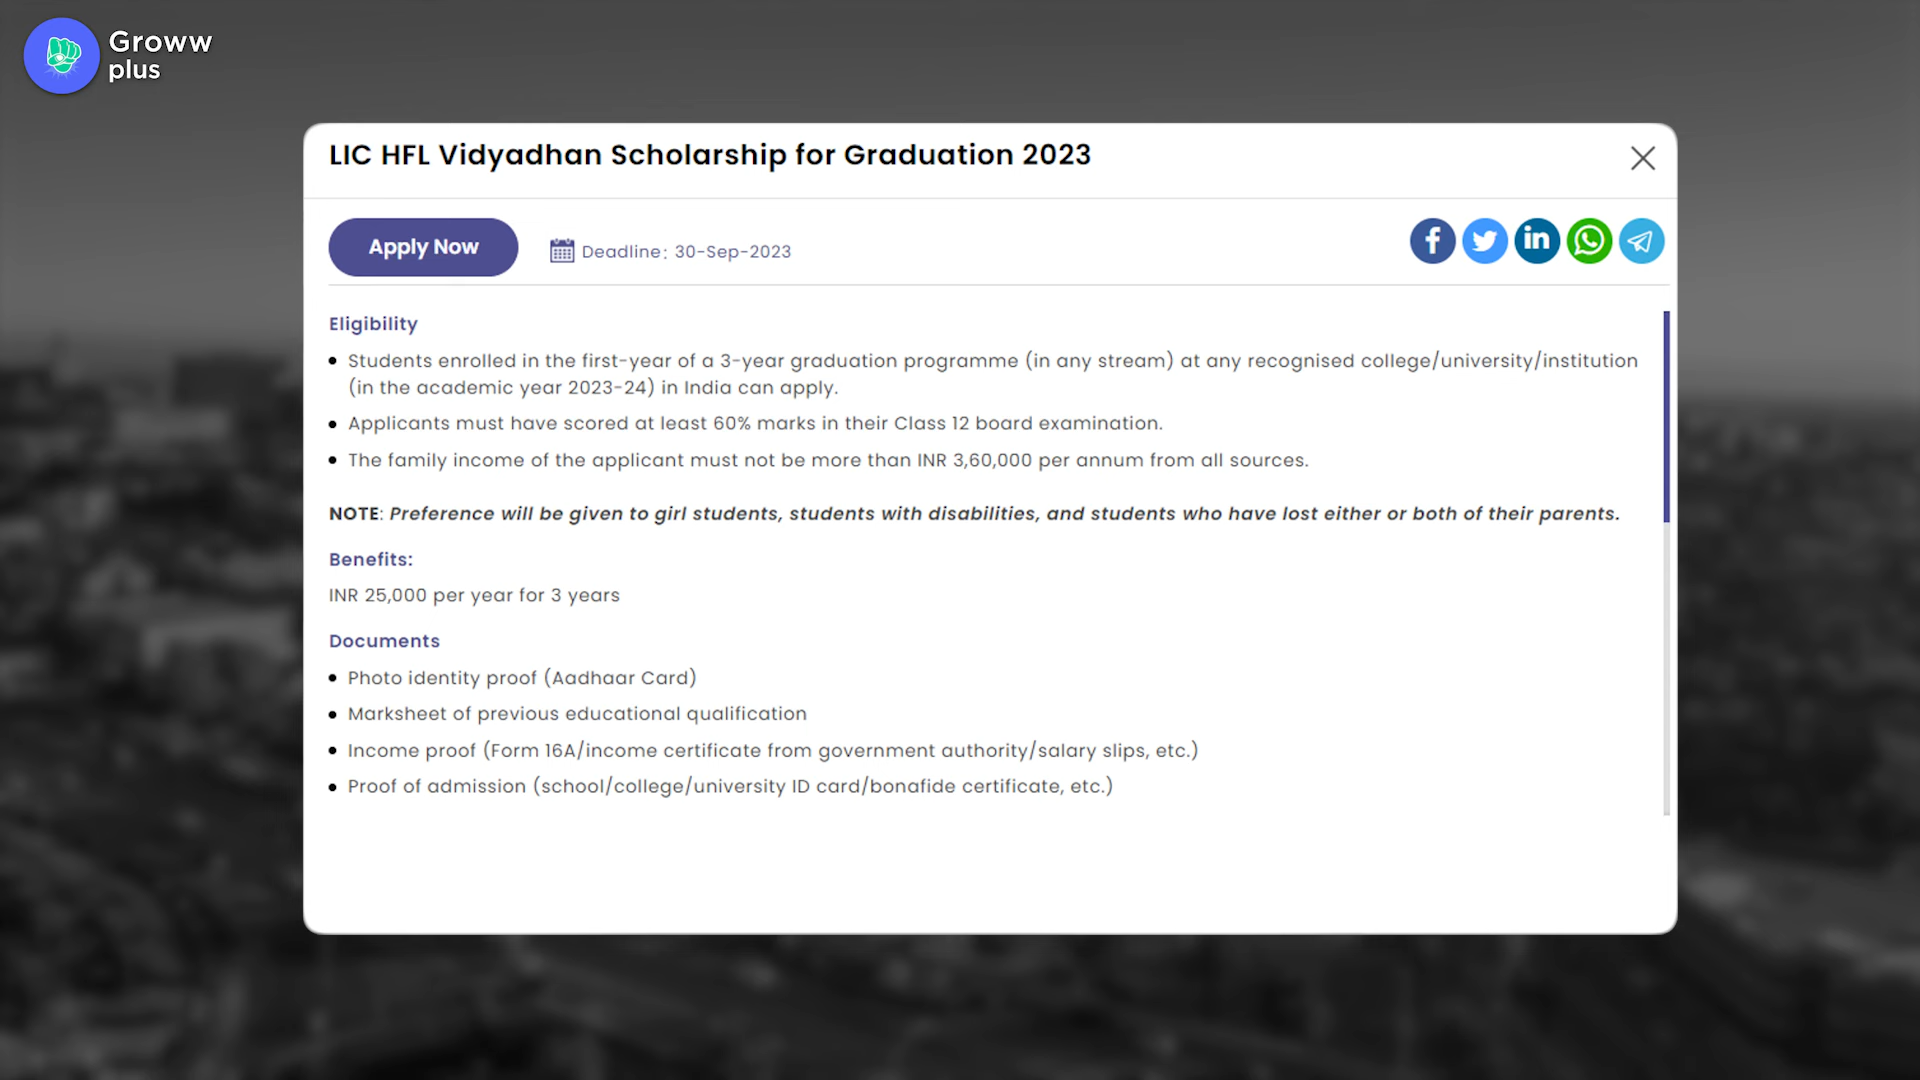 Groww
plus
LIC HFL Vidyadhan Scholarship for Graduation 2023
Apply Now
Deadline: 30-Sep-2023
Eligibility
Students enrolled in the first-year of a 3-year graduation programme (in any stream) at any recognised college/university/institution
(in the academic year 2023-24) in India can apply.
Applicants must have scored at least 60% marks in their Class 12 board examination.
The family income of the applicant must not be more than INR 3,60,000 per annum from all sources.
NOTE: Preference will be given to girl students, students with disabilities, and students who have lost either or both of their parents.
Benefits:
INR 25,000 per year for 3 years
Documents
Photo identity proof (Aadhaar Card)
Marksheet of previous educational qualification
Income proof (Form 16A/income certificate from government authority/salary slips, etc.)
Proof of admission (school/college/university ID card/bonafide certificate, etc.)